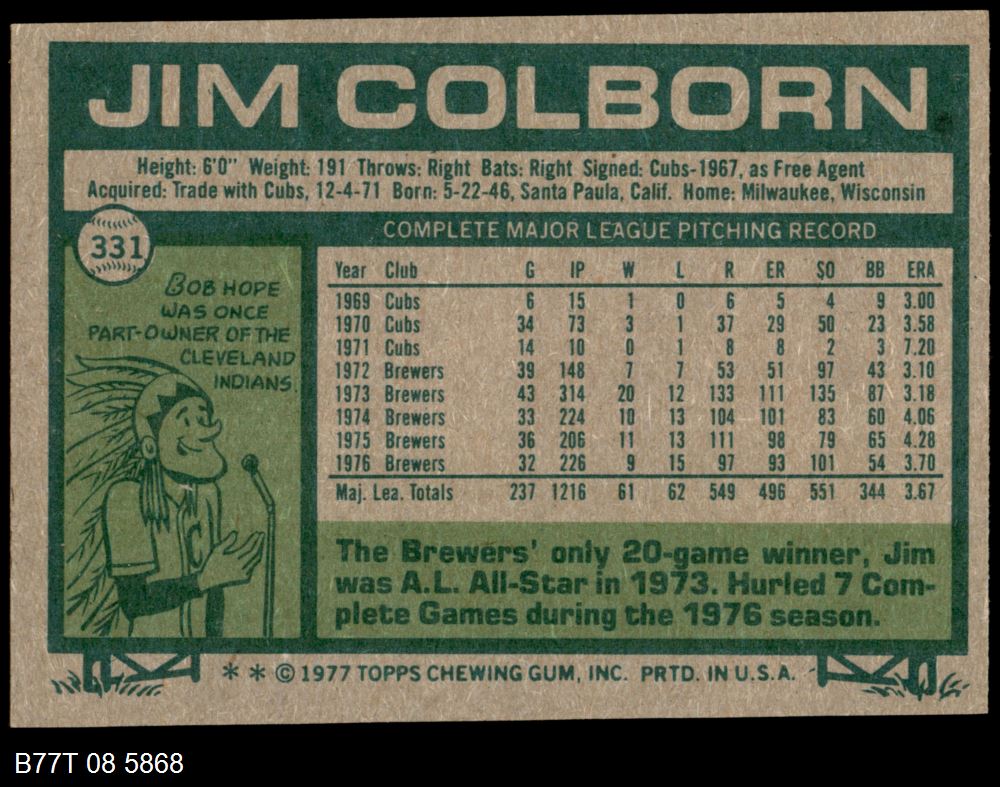 JIM COLBORN
Height: 6'0" Weight: 191 Throws: Right Bats: Right Signed: Cubs-1967, as Free Agent
Acquired: Trade with Cubs, 12-4-71 Born: 5-22-46, Santa Paula, Calif. Home: Milwaukee, Wisconsin
331
BOB HOPE
WAS ONCE
PART-OWNER OF THE
CLEVELAND
INDIANS.
C
COMPLETE MAJOR LEAGUE PITCHING RECORD
Year Club G IP W L R ER SO BB ERA
1969 Cubs 6 15 1 0 6 5 4 9 3.00
1970 Cubs 34 73 3 1 37 29 50 23 3.58
1971 Cubs 14 10 0 1 8 8 2 3 7.20
1972 Brewers 39 148 7 7 53 51 97 43 3.10
1973 Brewers 43 314 20 12 133 111 135 87 3.18
1974 Brewers 33 224 10 13 104 101 83 60 4.06
1975 Brewers 36 206 11 13 111 98 79 65 4.28
1976 Brewers 32 226 9 15 97 93 101 54 3.70
Maj. Lea. Totals 237 1216 61 62 549 496 551 344 3.67
The Brewers' only 20-game winner, Jim
was A.L. All-Star in 1973. Hurled 7 Com-
plete Games during the 1976 season.
* * © 1977 TOPPS CHEWING GUM, INC. PRTD. IN U.S.A.
B77T 08 5868